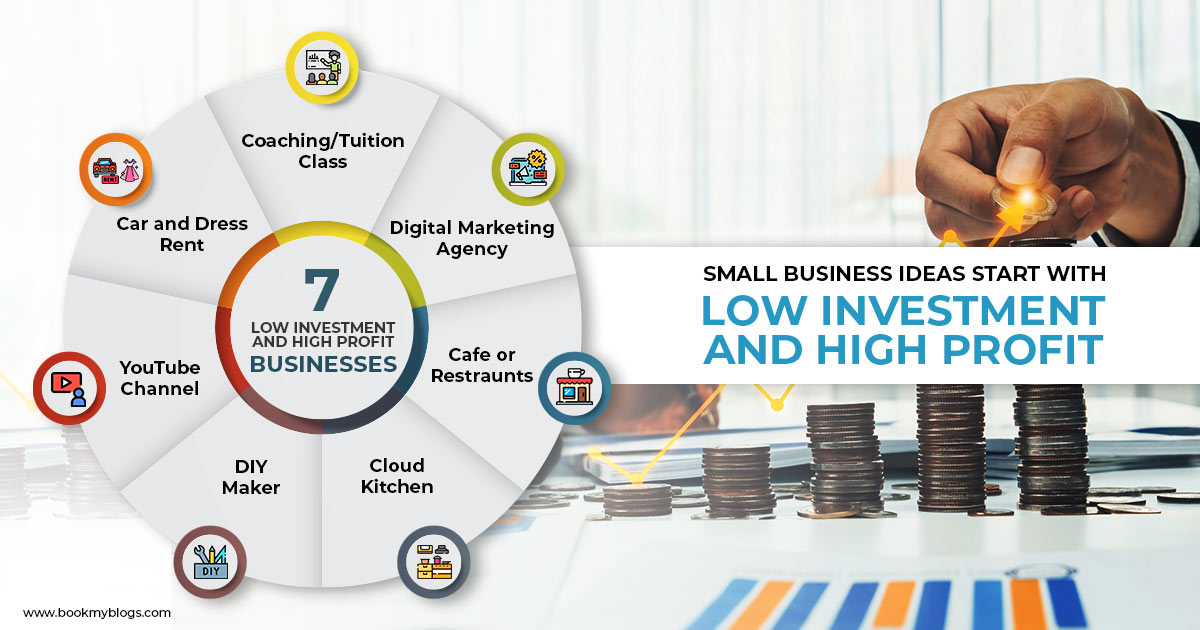 Coaching/Tuition
Class
Digital Marketing
Agency
Cafe or
Restraunts
Cloud
Kitchen
DIY
Maker
YouTube
Channel
Car and Dress
Rent
7
LOW INVESTMENT
AND HIGH PROFIT
BUSINESSES
RENT
%
DIY
SMALL BUSINESS IDEAS START WITH
LOW INVESTMENT
AND HIGH PROFIT
www.bookmyblogs.com